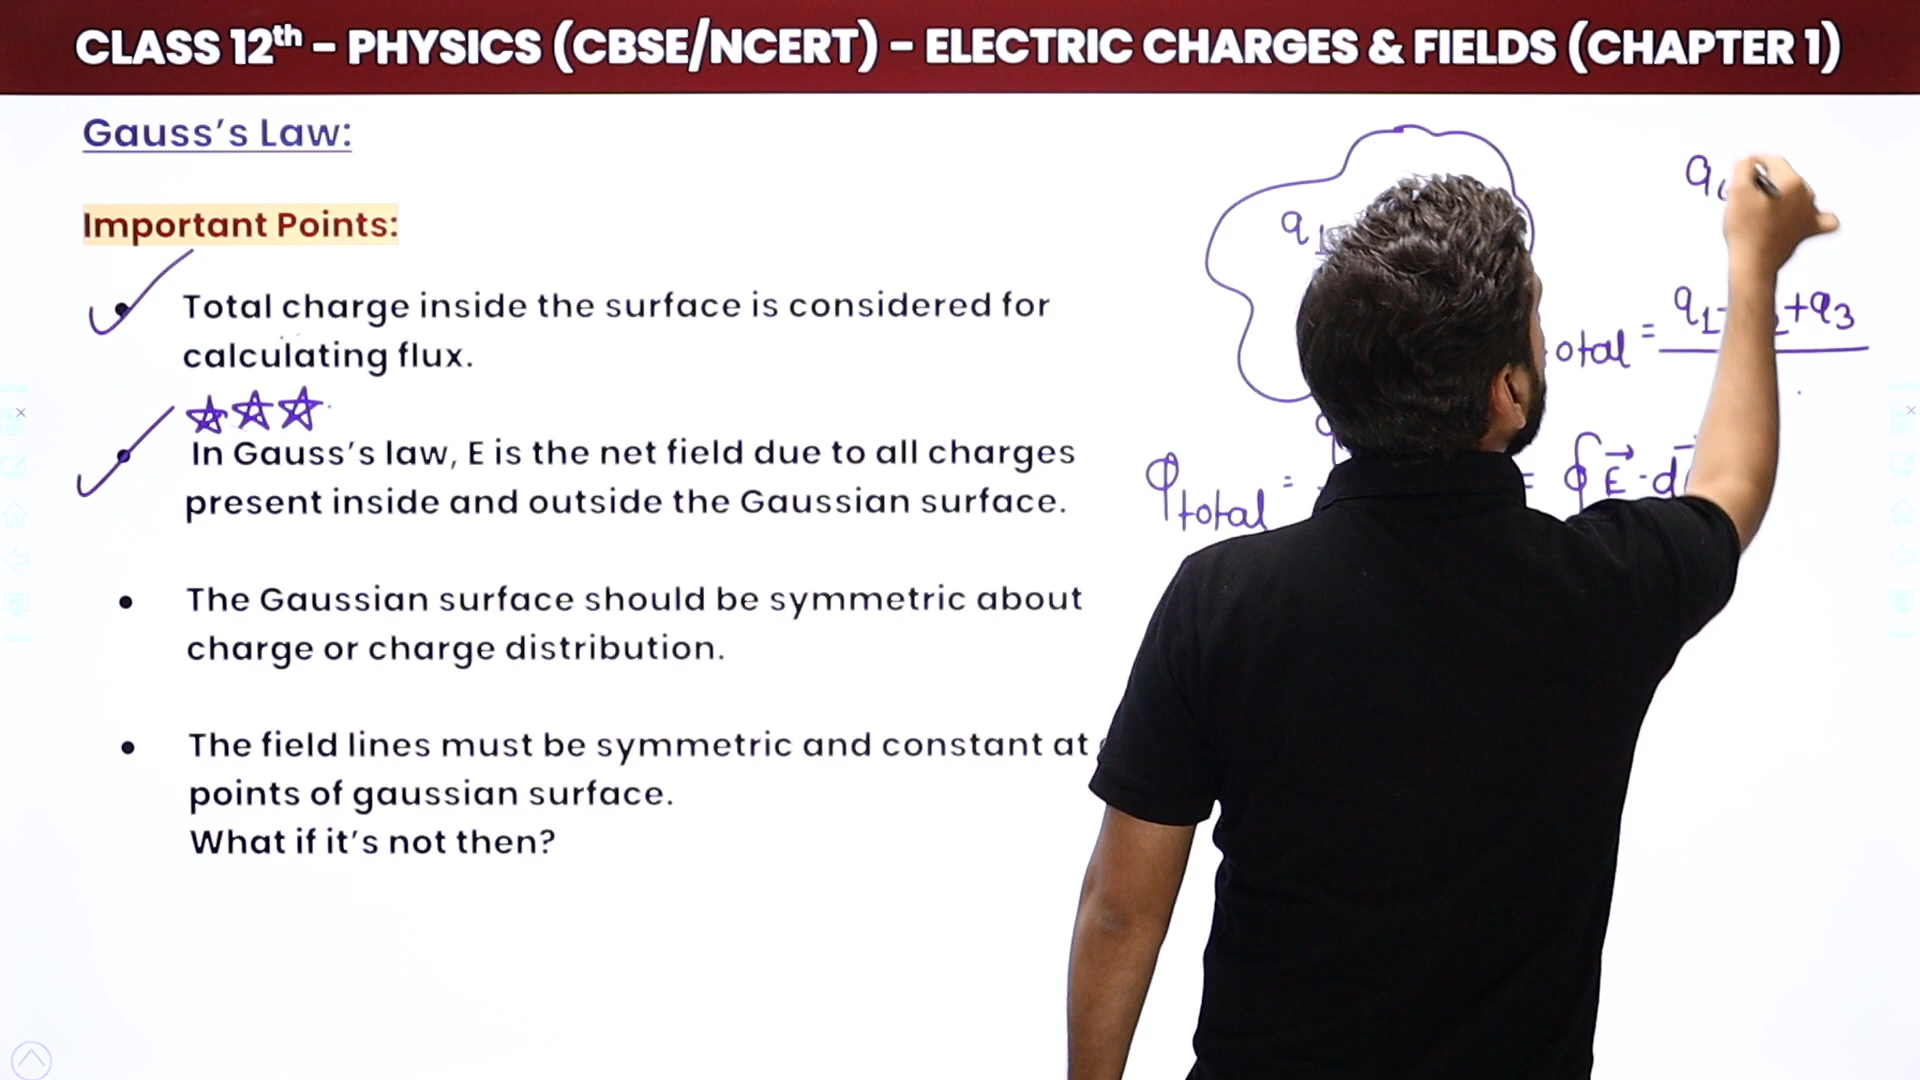 CLASS 12th – PHYSICS (CBSE/NCERT) – ELECTRIC CHARGES & FIELDS (CHAPTER 1)
Gauss's Law:
Important Points:
Total charge inside the surface is considered for
calculating flux.
In Gauss's law, E is the net field due to all charges
present inside and outside the Gaussian surface.
The Gaussian surface should be symmetric about
charge or charge distribution.
The field lines must be symmetric and constant at
points of gaussian surface.
What if it's not then?
q1
q
otal = q1 +q3
φtotal = = ∮E⃗·d